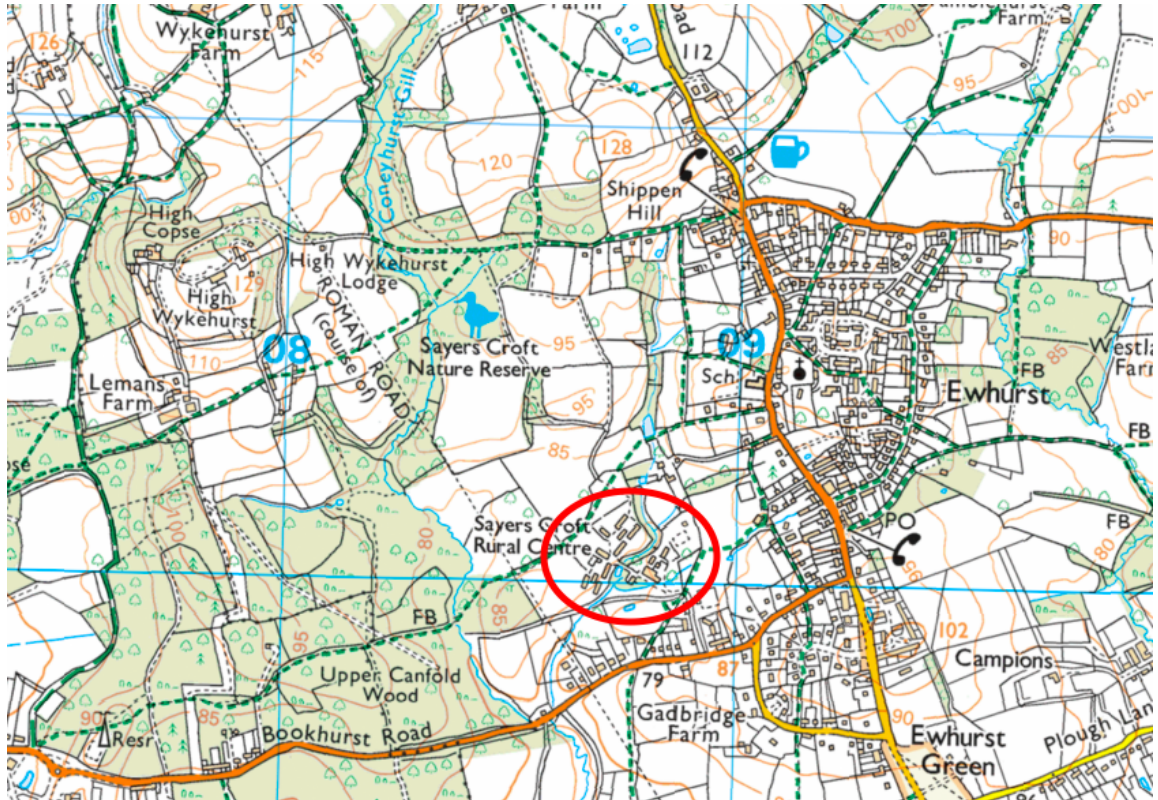 126
Wykehurst
Farm
115
Coneyhurst Gill
Farm
Road
112
100
Farm
95
100
120
128
Shippen
Hill
90
High
Copse
High Wykehurst
Lodge
129
High
Wykehurst
ROMAN ROAD
(course of)
110
08
Sayers Croft
Nature Reserve
95
09
85
Lemans
Farm
95
Sch
FB
Ewhurst
FB
85
100
80
Sayers Croft
Rural Centre
PO
FB
80
95
85
FB
95
102
Campions
Upper Canfold
Wood
87
79
90
85
Resr
Bookhurst Road
Gadbridge
Farm
90
Ewhurst
Green
Plough Lan